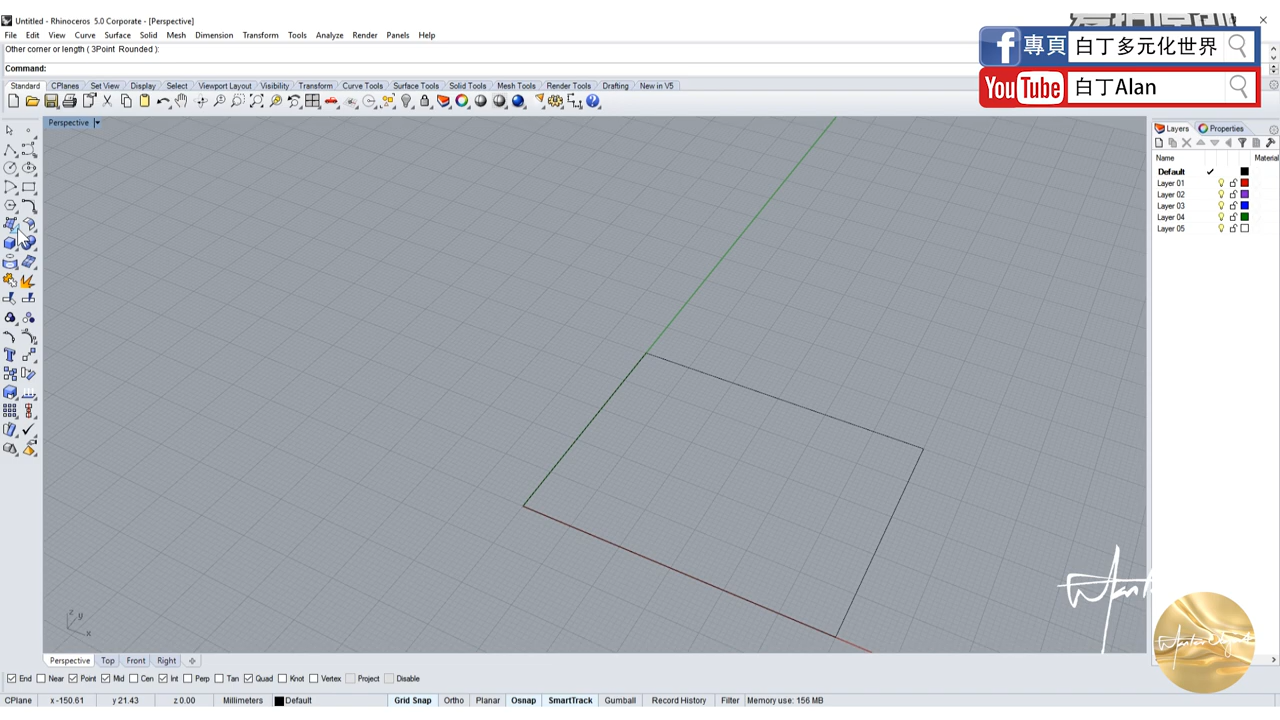 Untitled - Rhinoceros 5.0 Corporate - [Perspective]
File Edit View Curve Surface Solid Mesh Dimension Transform Tools Analyze Render Panels Help
Other coror or length ( 3Point Rounded ):
Command:
專頁 白丁多元化世界
YouTube 白丁Alan
Standard CPlanes Set View Display Select Viewport Layout Visibility Transform Curve Tools Surface Tools Solid Tools Mesh Tools Render Tools Drafting New in V5
Perspective
Layers Properties
Name Material
Default
Layer 01
Layer 02
Layer 03
Layer 04
Layer 05
z y
x
Perspective Top Front Right
End Near Point Mid Cen Int Perp Tan Quad Knot Vertex Project Disable
CPlane x -150.61 y 21.43 z 0.00 Millimeters Default Grid Snap Ortho Planar Osnap SmartTrack Gumball Record History Filter Memory use: 156 MB